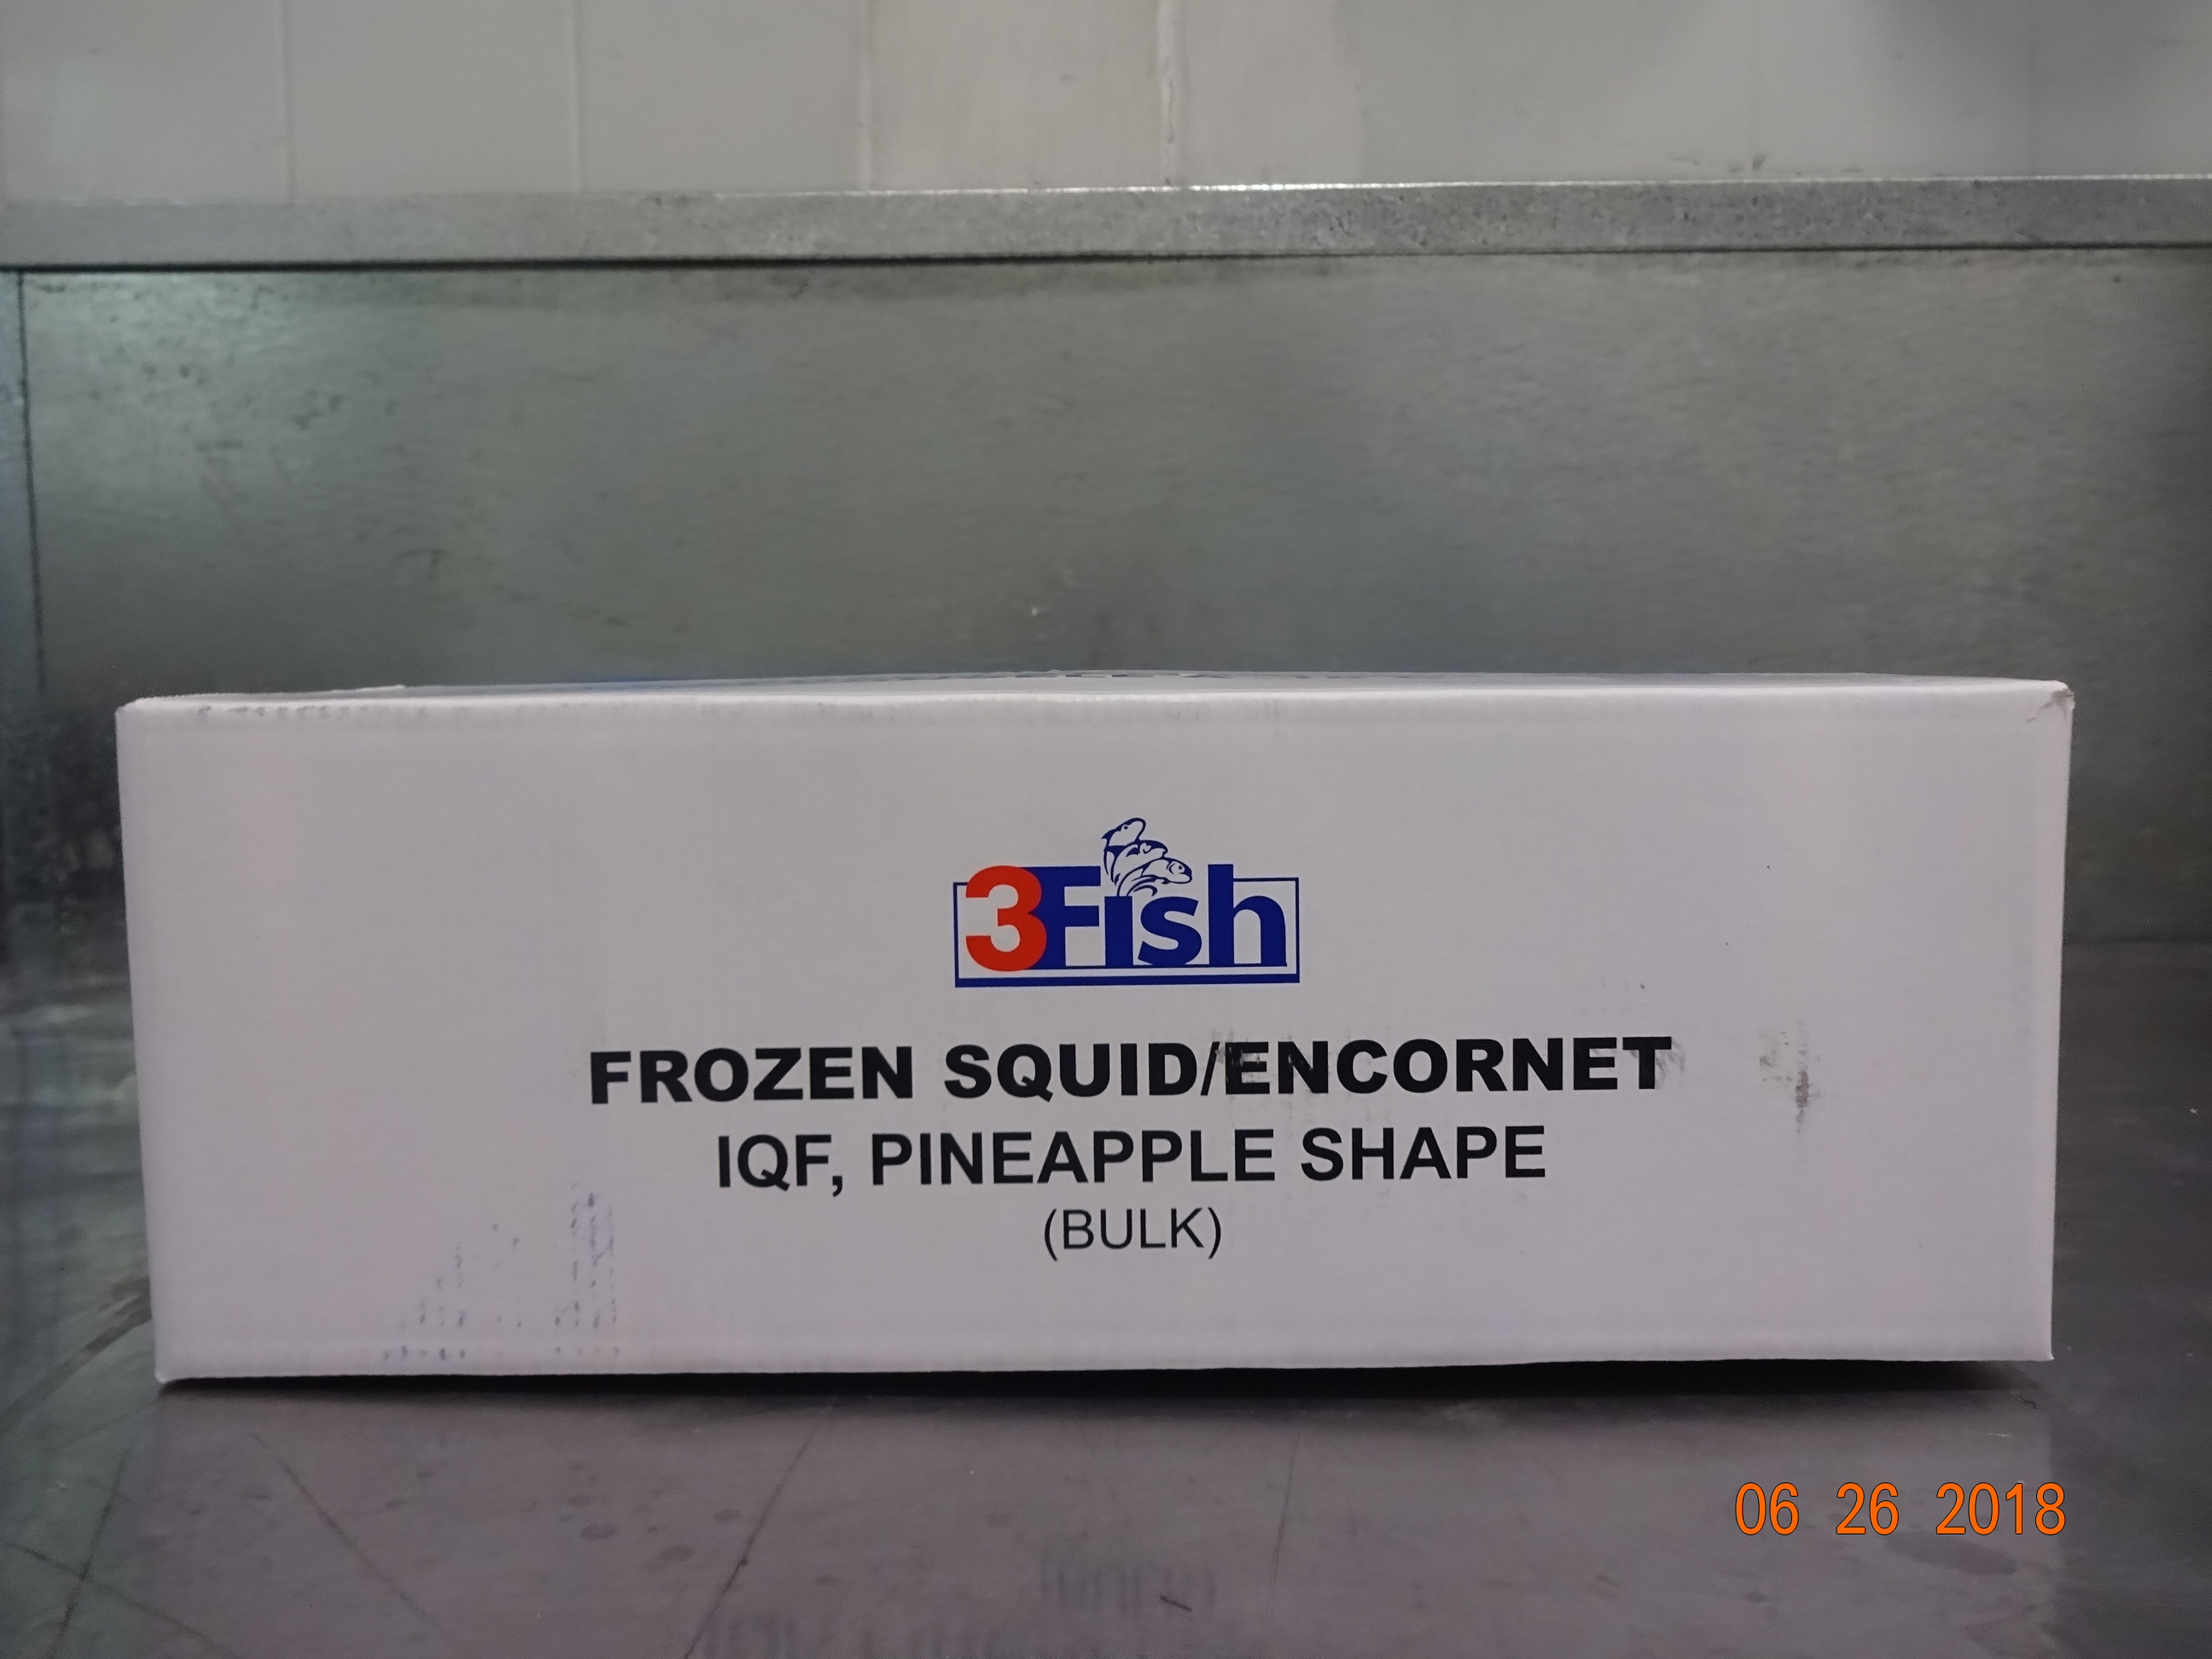 3Fish
FROZEN SQUID/ENCORNET
IQF, PINEAPPLE SHAPE
(BULK)
06 26 2018